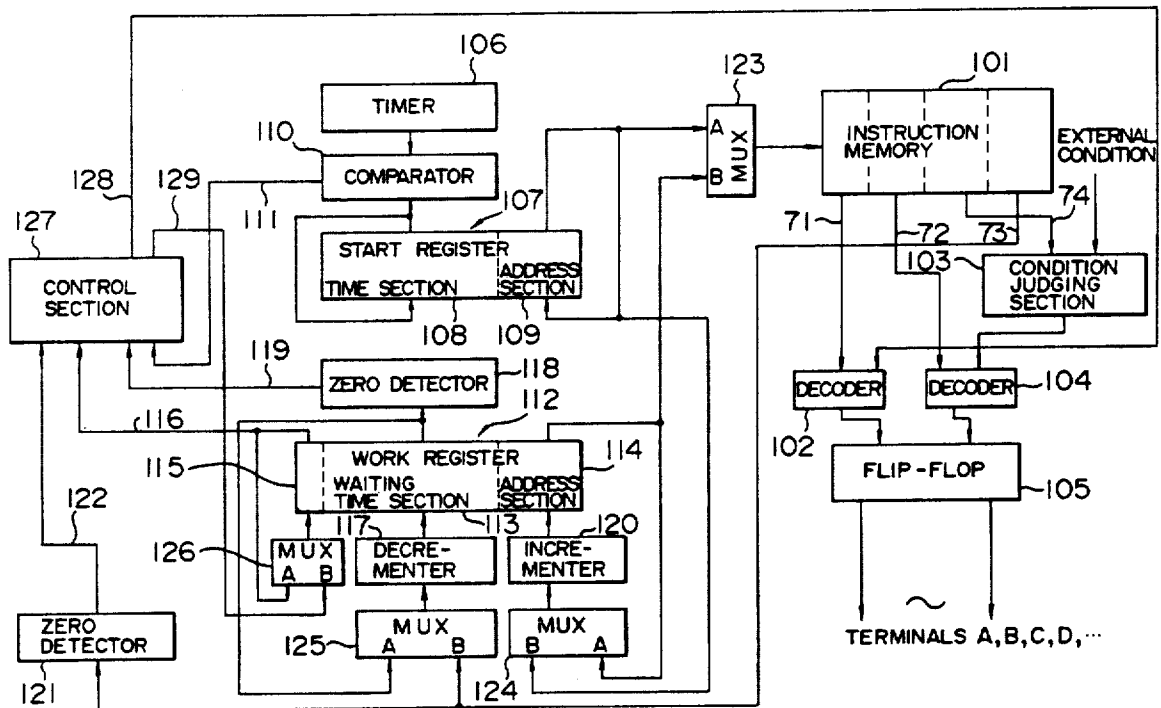 106
TIMER
123
101
110
A
MUX
B
INSTRUCTION
MEMORY
EXTERNAL
CONDITION
COMPARATOR
128
129
111
107
71
72
73
74
127
CONTROL
SECTION
START REGISTER
TIME SECTION
ADDRESS
SECTION
108
109
103
CONDITION
JUDGING
SECTION
119
ZERO DETECTOR
118
DECODER
DECODER
104
116
112
102
115
WORK REGISTER
WAITING
TIME SECTION
ADDRESS
SECTION
114
FLIP-FLOP
105
122
117
113
120
126
MUX
A B
DECRE-
MENTER
INCRE-
MENTER
ZERO
DETECTOR
121
125
MUX
A B
MUX
B A
124
~
TERMINALS A,B,C,D,...